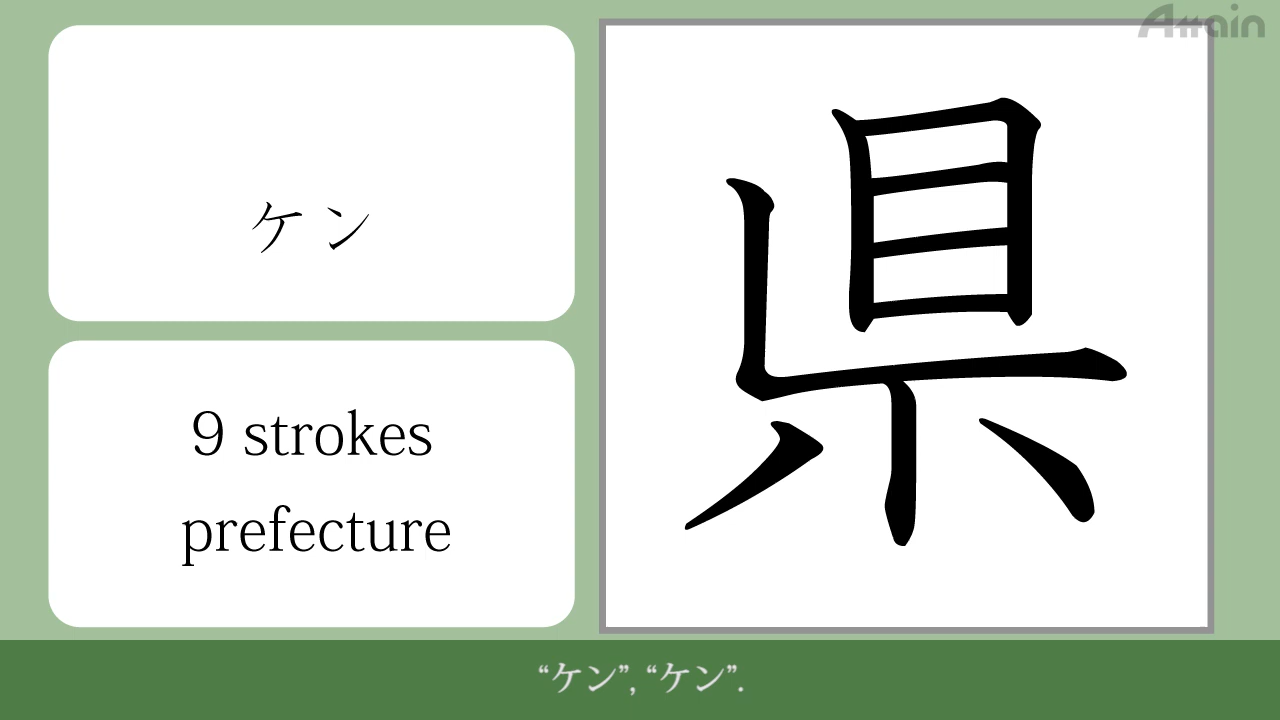 Attain
ケン
県
9 strokes
prefecture
“ケン”, “ケン”.